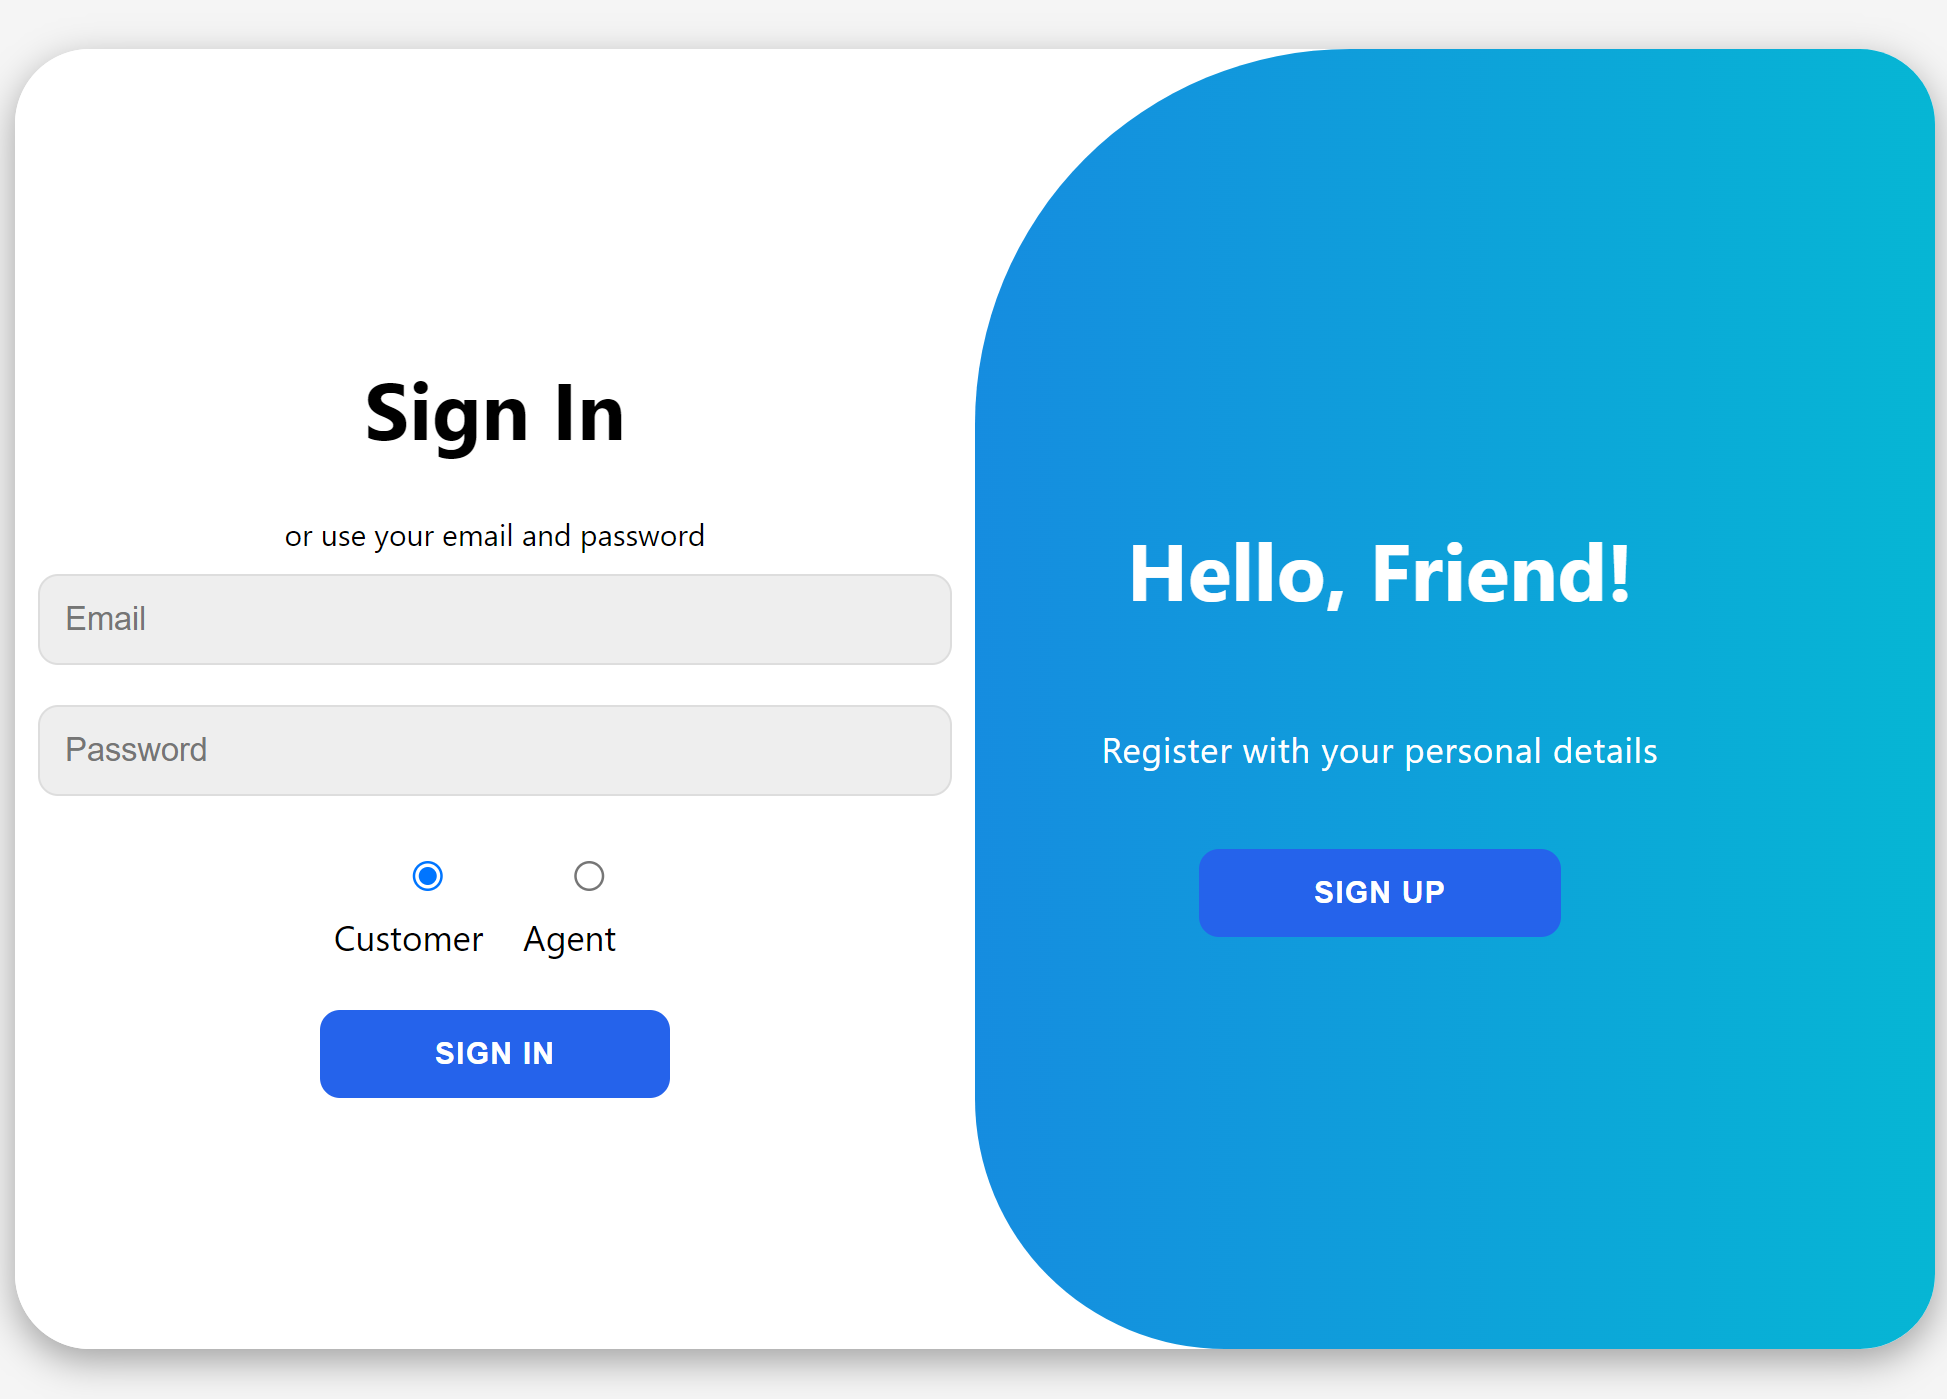 Sign In
or use your email and password
Email
Password
Customer Agent
SIGN IN
Hello, Friend!
Register with your personal details
SIGN UP